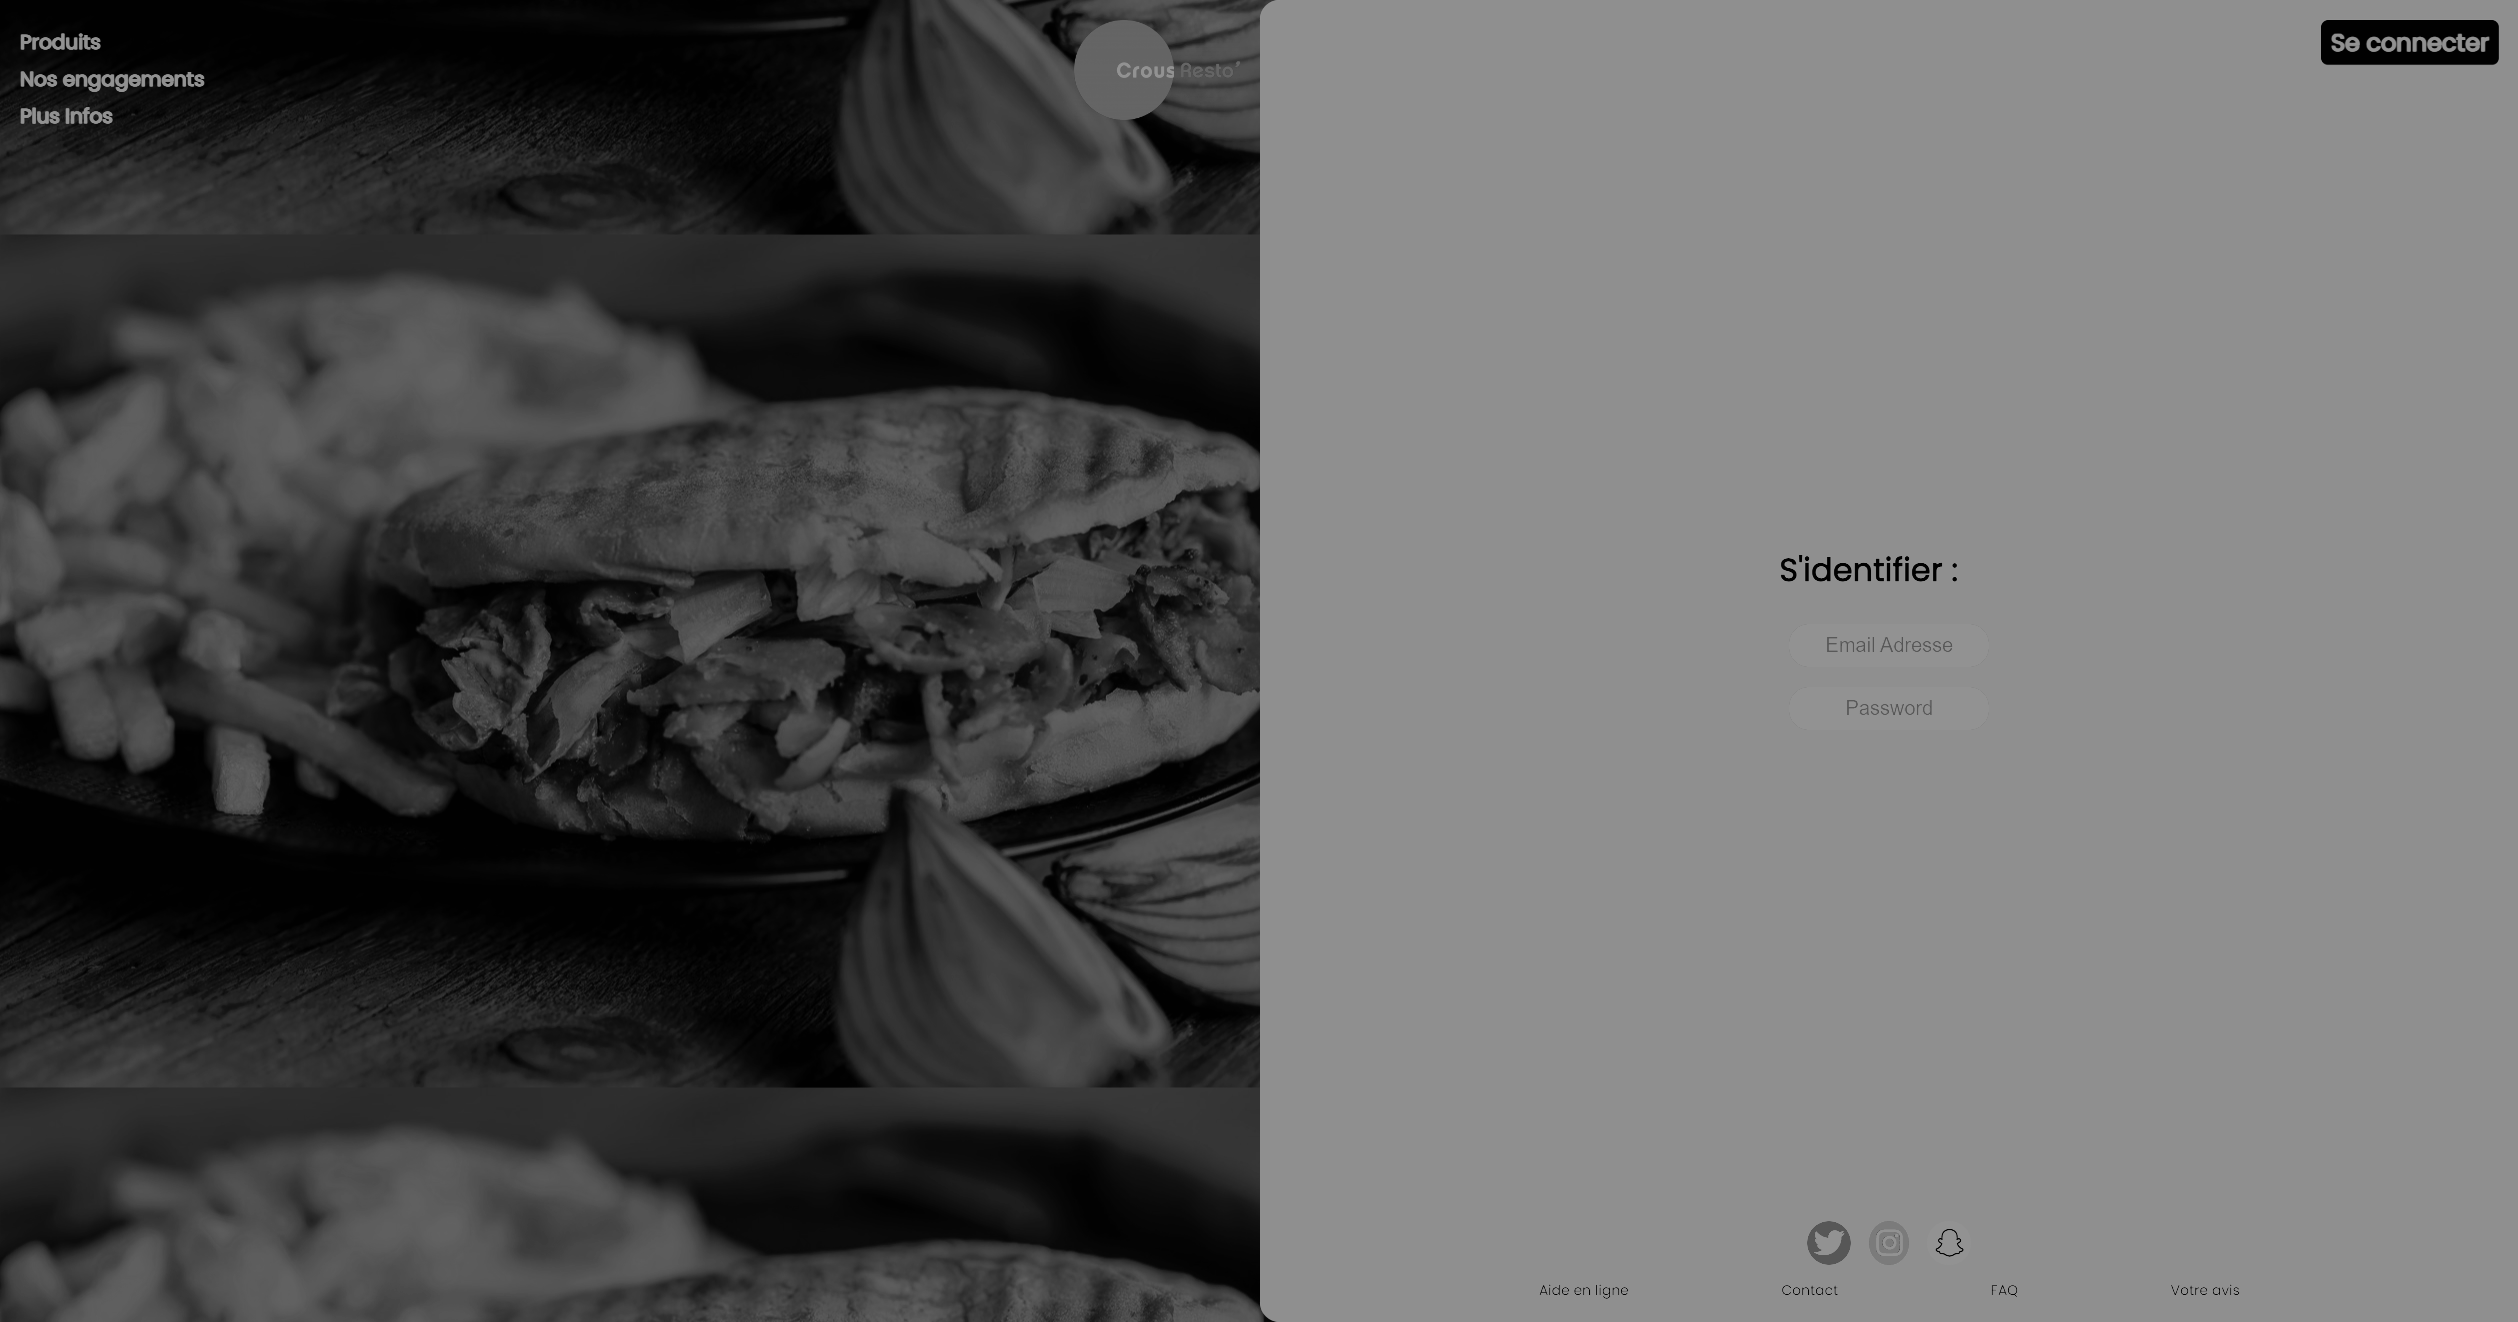 Produits
Nos engagements
Plus Infos
Crous Resto'
Se connecter
S'identifier :
Email Adresse
Password
Aide en ligne
Contact
FAQ
Votre avis